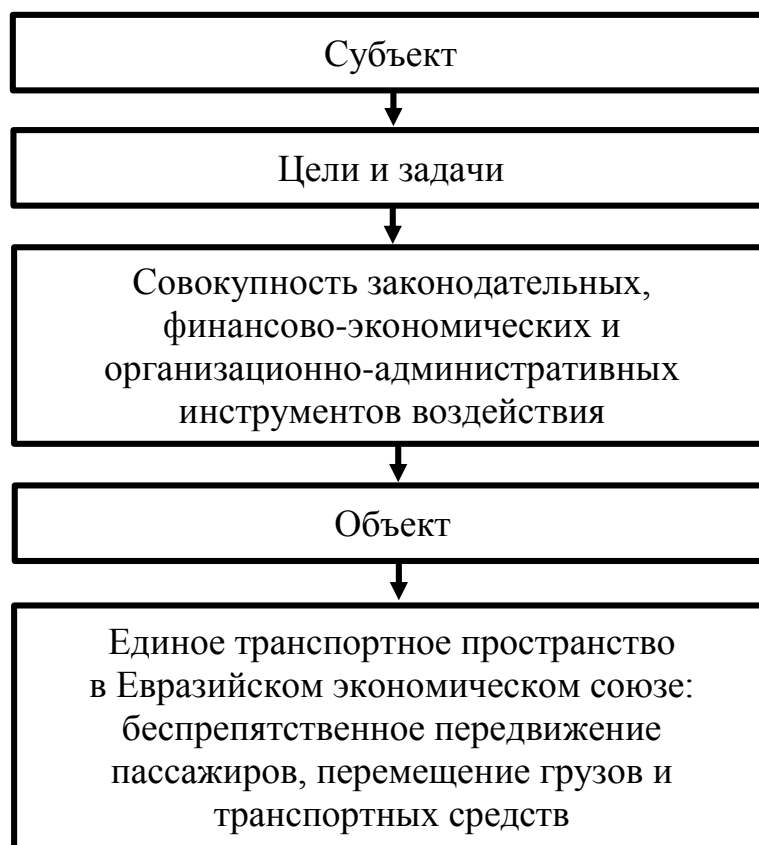 Субъект
Цели и задачи
Совокупность законодательных,
финансово-экономических и
организационно-административных
инструментов воздействия
Объект
Единое транспортное пространство
в Евразийском экономическом союзе:
беспрепятственное передвижение
пассажиров, перемещение грузов и
транспортных средств